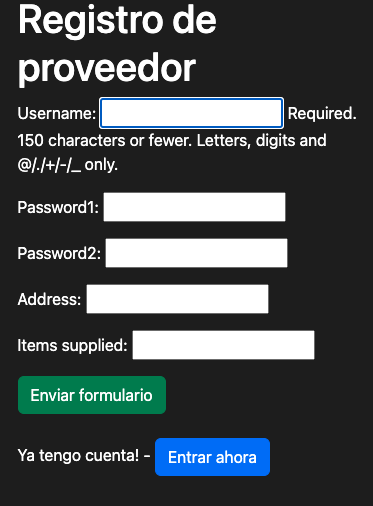 Registro de
proveedor
Username: Required.
150 characters or fewer. Letters, digits and
@/./+/-/_ only.
Password1:
Password2:
Address:
Items supplied:
Enviar formulario
Ya tengo cuenta! - Entrar ahora